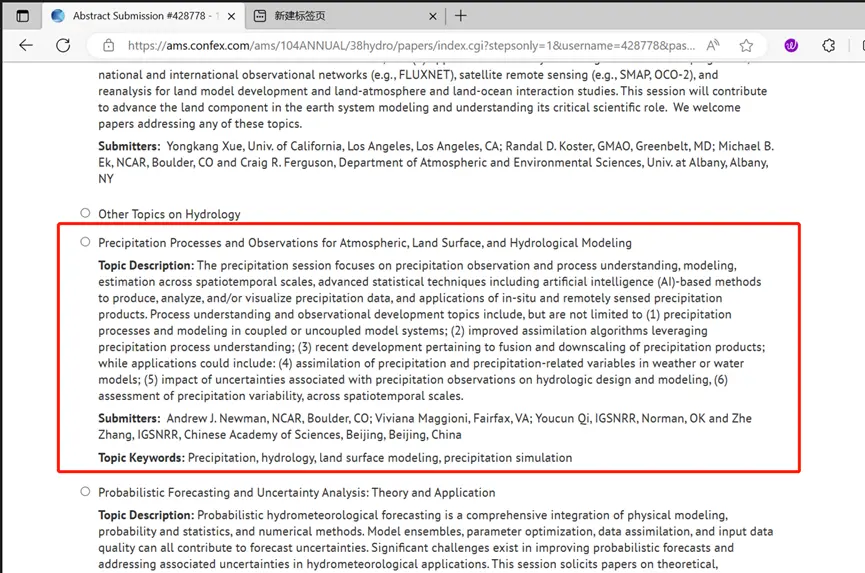 Abstract Submission #428778 - 1
新建标签页
https://ams.confex.com/ams/104ANNUAL/38hydro/papers/index.cgi?stepsonly=1&username=428778&pas...
national and international observational networks (e.g., FLUXNET), satellite remote sensing (e.g., SMAP, OCO-2), and
reanalysis for land model development and land-atmosphere and land-ocean interaction studies. This session will contribute
to advance the land component in the earth system modeling and understanding its critical scientific role. We welcome
papers addressing any of these topics.
Submitters: Yongkang Xue, Univ. of California, Los Angeles, Los Angeles, CA; Randal D. Koster, GMAO, Greenbelt, MD; Michael B.
Ek, NCAR, Boulder, CO and Craig R. Ferguson, Department of Atmospheric and Environmental Sciences, Univ. at Albany, Albany,
NY
Other Topics on Hydrology
Precipitation Processes and Observations for Atmospheric, Land Surface, and Hydrological Modeling
Topic Description: The precipitation session focuses on precipitation observation and process understanding, modeling,
estimation across spatiotemporal scales, advanced statistical techniques including artificial intelligence (AI)-based methods
to produce, analyze, and/or visualize precipitation data, and applications of in-situ and remotely sensed precipitation
products. Process understanding and observational development topics include, but are not limited to (1) precipitation
processes and modeling in coupled or uncoupled model systems; (2) improved assimilation algorithms leveraging
precipitation process understanding; (3) recent development pertaining to fusion and downscaling of precipitation products;
while applications could include: (4) assimilation of precipitation and precipitation-related variables in weather or water
models; (5) impact of uncertainties associated with precipitation observations on hydrologic design and modeling, (6)
assessment of precipitation variability, across spatiotemporal scales.
Submitters: Andrew J. Newman, NCAR, Boulder, CO; Viviana Maggioni, Fairfax, VA; Youcun Qi, IGSNRR, Norman, OK and Zhe
Zhang, IGSNRR, Chinese Academy of Sciences, Beijing, Beijing, China
Topic Keywords: Precipitation, hydrology, land surface modeling, precipitation simulation
Probabilistic Forecasting and Uncertainty Analysis: Theory and Application
Topic Description: Probabilistic hydrometeorological forecasting is a comprehensive integration of physical modeling,
probability and statistics, and numerical methods. Model ensembles, parameter optimization, data assimilation, and input data
quality can all contribute to forecast uncertainties. Significant challenges exist in improving probabilistic forecasts and
addressing associated uncertainties in hydrometeorological applications. This session solicits papers on theoretical,